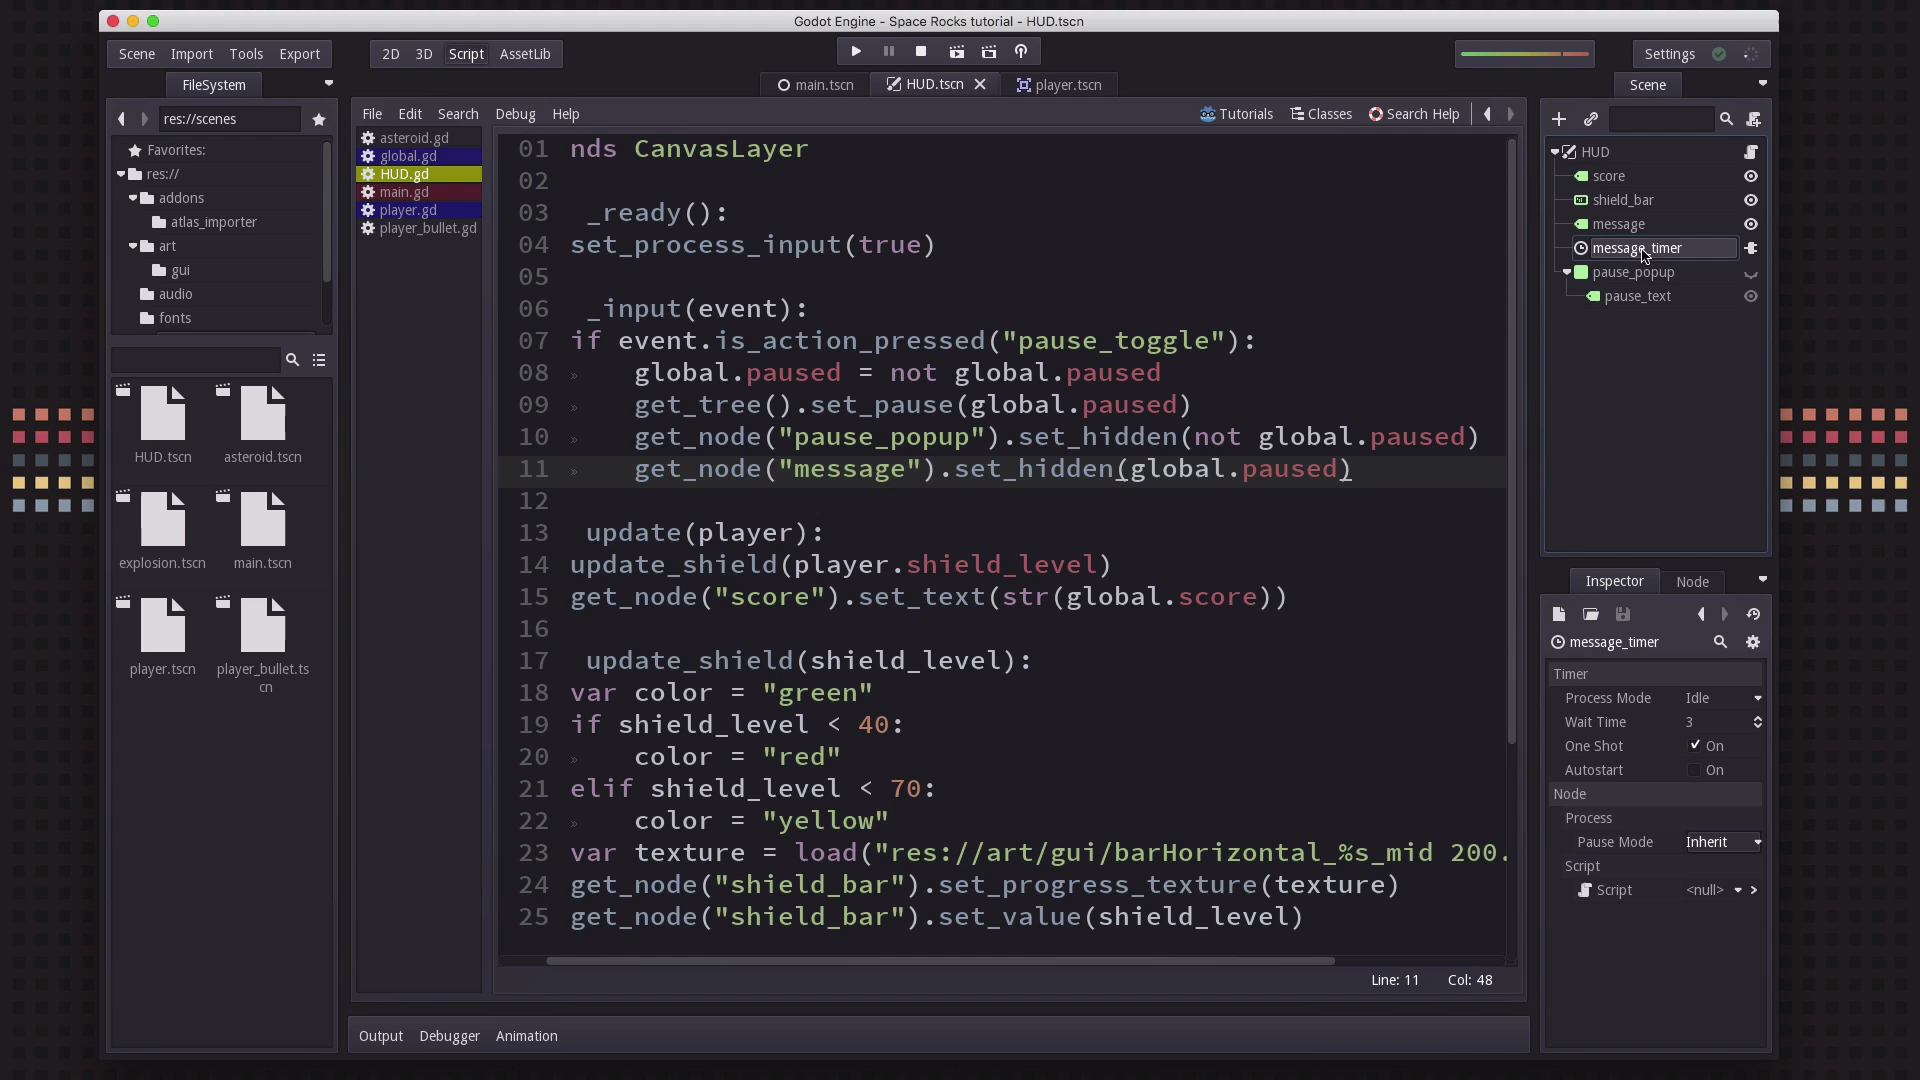 Godot Engine - Space Rocks tutorial - HUD.tscn
Scene Import Tools Export
2D 3D Script AssetLib
Settings
FileSystem
main.tscn
HUD.tscn
player.tscn
Scene
res://scenes
File Edit Search Debug Help
Tutorials Classes Search Help
Favorites:
res://
addons
atlas_importer
art
gui
audio
fonts
HUD.tscn
asteroid.tscn
explosion.tscn
main.tscn
player.tscn
player_bullet.ts
cn
asteroid.gd
global.gd
HUD.gd
main.gd
player.gd
player_bullet.gd
01 nds CanvasLayer
02
03 _ready():
04 set_process_input(true)
05
06 _input(event):
07 if event.is_action_pressed("pause_toggle"):
08 » global.paused = not global.paused
09 » get_tree().set_pause(global.paused)
10 » get_node("pause_popup").set_hidden(not global.paused)
11 » get_node("message").set_hidden(global.paused)
12
13 update(player):
14 update_shield(player.shield_level)
15 get_node("score").set_text(str(global.score))
16
17 update_shield(shield_level):
18 var color = "green"
19 if shield_level < 40:
20 » color = "red"
21 elif shield_level < 70:
22 » color = "yellow"
23 var texture = load("res://art/gui/barHorizontal_%s_mid 200.
24 get_node("shield_bar").set_progress_texture(texture)
25 get_node("shield_bar").set_value(shield_level)
Line: 11 Col: 48
Output Debugger Animation
HUD
score
shield_bar
message
message_timer
pause_popup
pause_text
Inspector Node
message_timer
Timer
Process Mode Idle
Wait Time 3
One Shot On
Autostart On
Node
Process
Pause Mode Inherit
Script
Script <null>